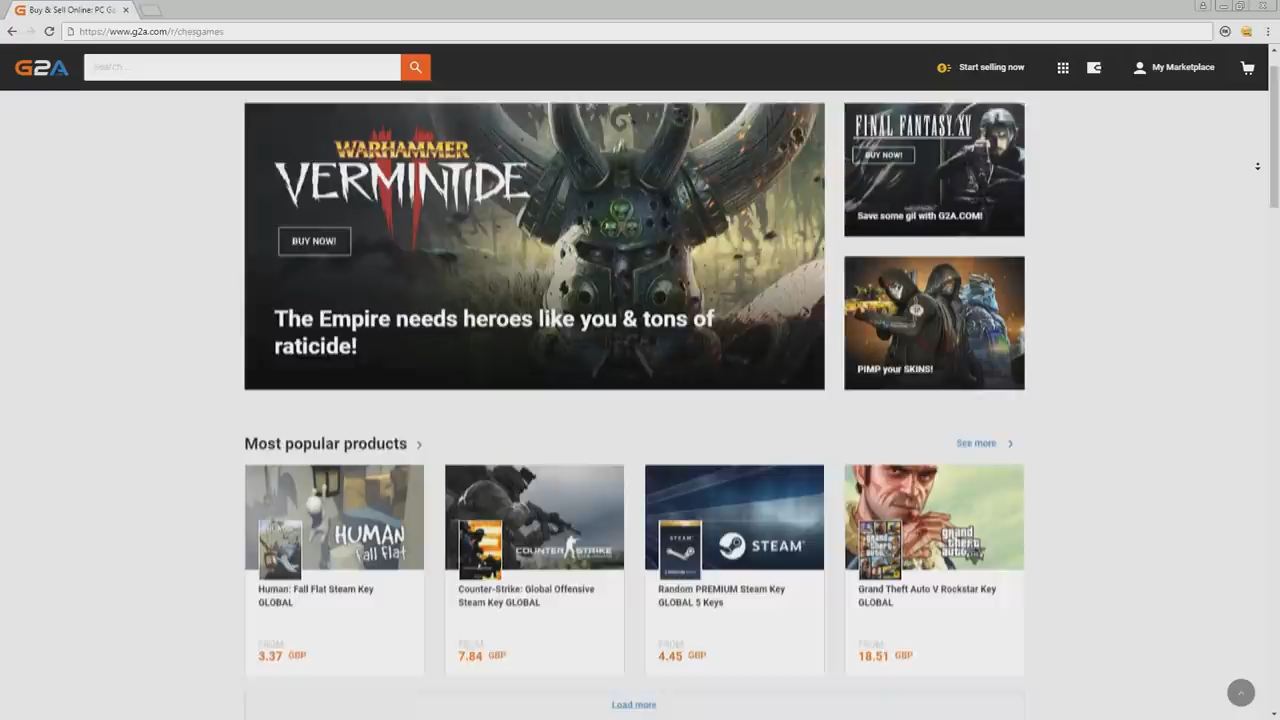 Buy & Sell Online: PC Ga
https://www.g2a.com/r/chesgames
G2A
Search...
Start selling now
My Marketplace
WARHAMMER
VERMINTIDE
BUY NOW!
The Empire needs heroes like you & tons of
raticide!
FINAL FANTASY XV
BUY NOW!
Save some gil with G2A.COM!
PIMP your SKINS!
Most popular products
See more
HUMAN
fall flat
COUNTER STRIKE
STEAM
STEAM
grand
theft
auto
Human: Fall Flat Steam Key
GLOBAL
FROM
3.37 GBP
Counter-Strike: Global Offensive
Steam Key GLOBAL
FROM
7.84 GBP
Random PREMIUM Steam Key
GLOBAL 5 Keys
FROM
4.45 GBP
Grand Theft Auto V Rockstar Key
GLOBAL
FROM
18.51 GBP
Load more